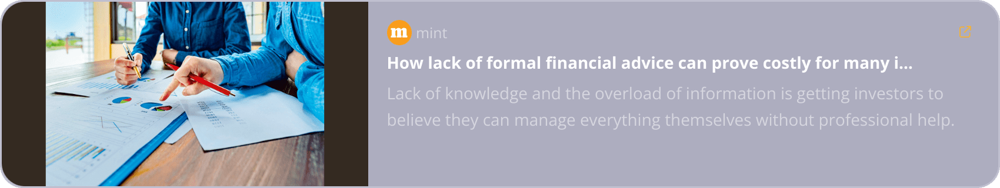 m mint
How lack of formal financial advice can prove costly for many i...
Lack of knowledge and the overload of information is getting investors to
believe they can manage everything themselves without professional help.